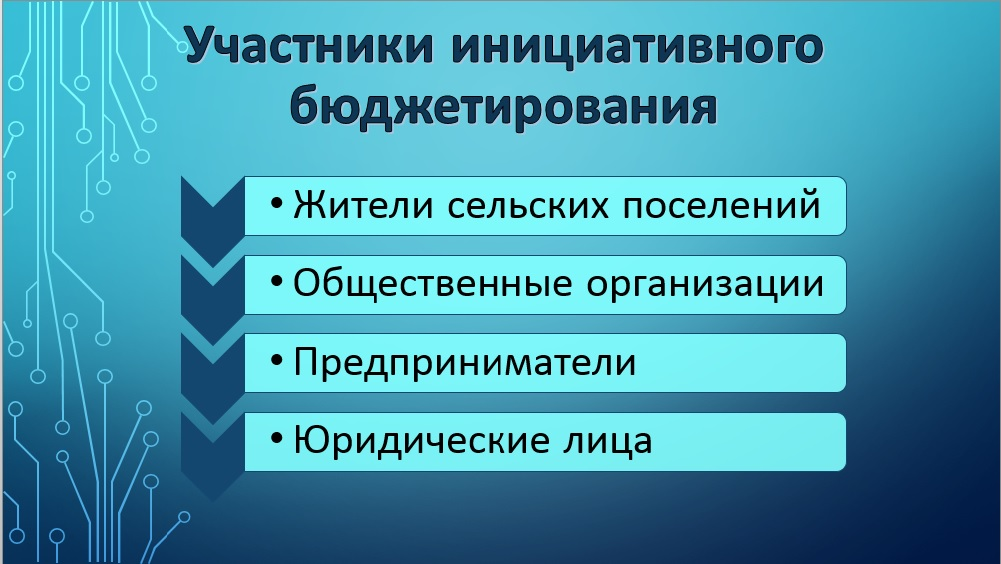 Участники инициативного
бюджетирования
• Жители сельских поселений
• Общественные организации
• Предприниматели
• Юридические лица